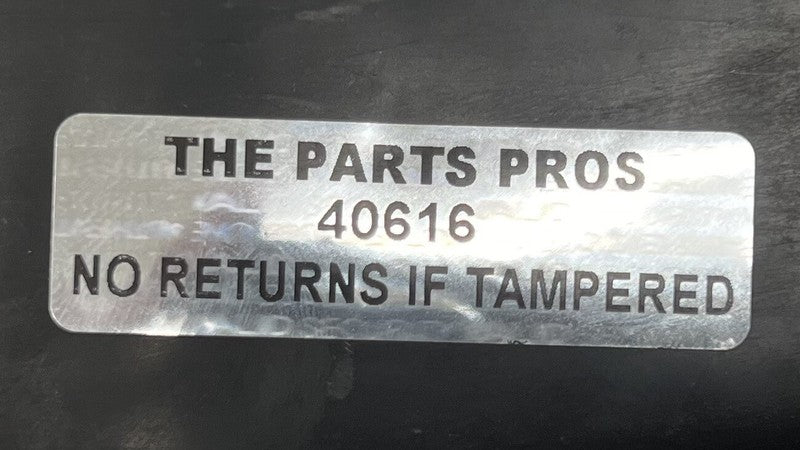 THE PARTS PROS
40616
NO RETURNS IF TAMPERED